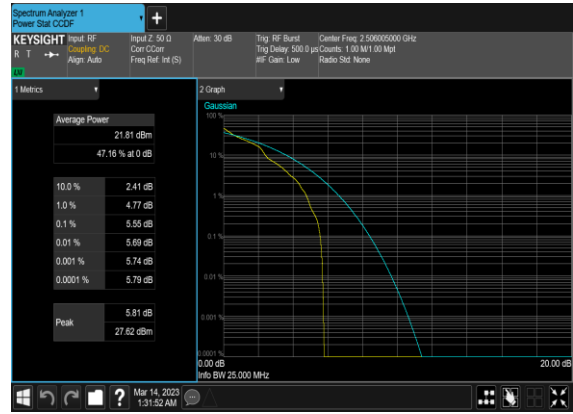 Spectrum Analyzer 1
Power Stat CCDF
KEYSIGHT
R T
LXI
Input: RF
Coupling: DC
Align: Auto
Input Z: 50 Ω
Corr CCorr
Freq Ref: Int (S)
Atten: 30 dB
Trig: RF Burst
Trig Delay: 500.0 µs
#IF Gain: Low
Center Freq: 2.506005000 GHz
Counts: 1.00 M/1.00 Mpt
Radio Std: None
1 Metrics
Average Power
21.81 dBm
47.16 % at 0 dB
10.0 % 2.41 dB
1.0 % 4.77 dB
0.1 % 5.55 dB
0.01 % 5.69 dB
0.001 % 5.74 dB
0.0001 % 5.79 dB
Peak
5.81 dB
27.62 dBm
2 Graph
Gaussian
100 %
10 %
1 %
0.1 %
0.01 %
0.001 %
0.0001 %
0.00 dB
20.00 dB
Info BW 25.000 MHz
?
Mar 14, 2023
1:31:52 AM